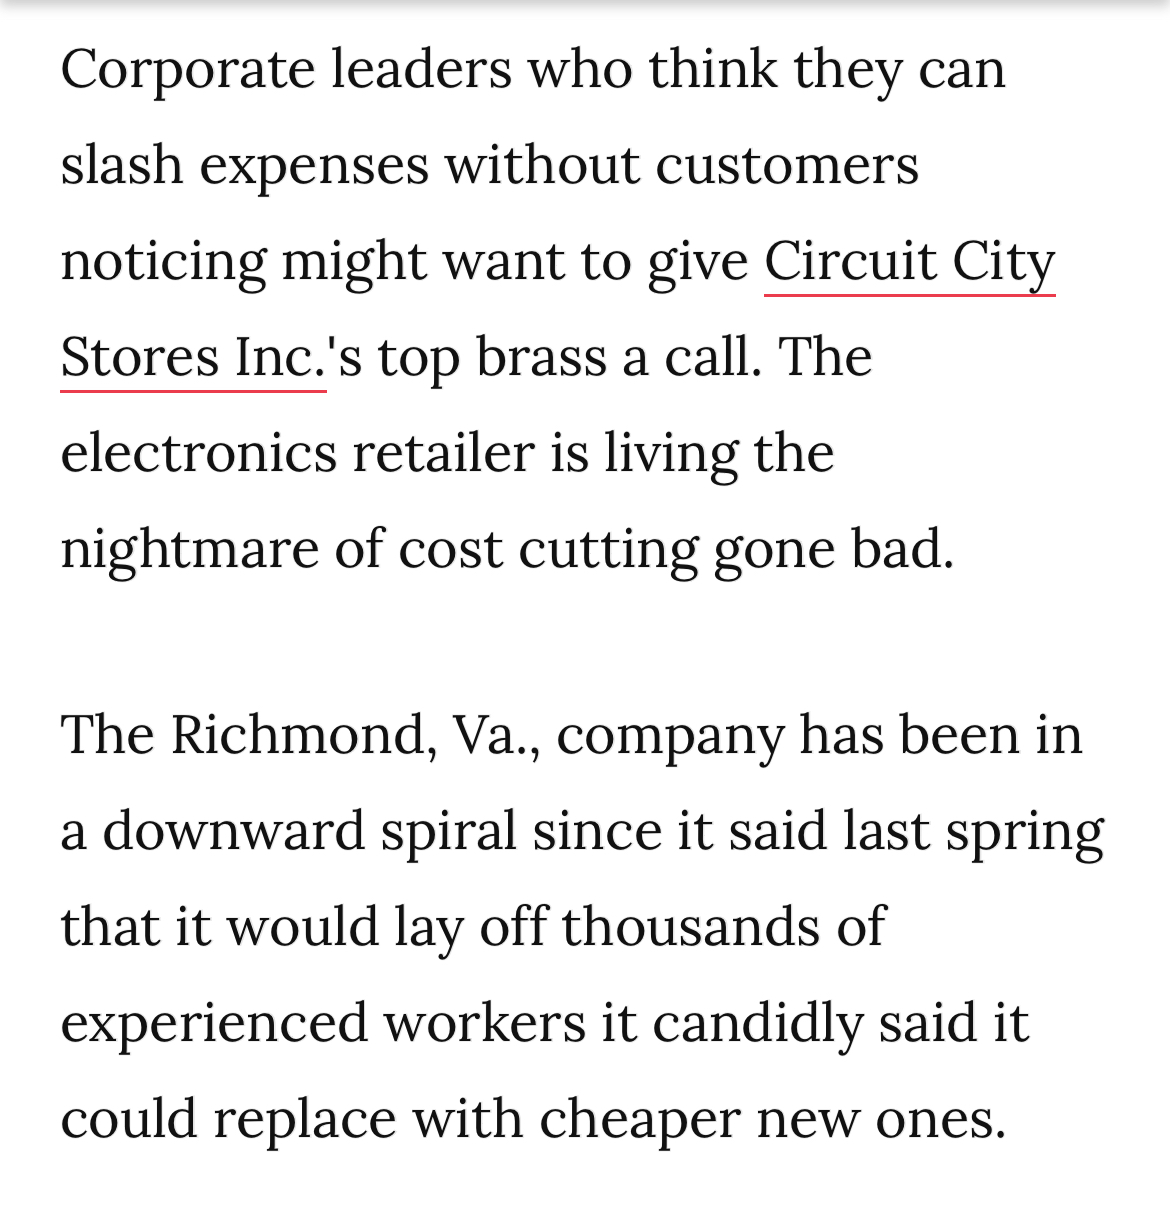 Corporate leaders who think they can
slash expenses without customers
noticing might want to give Circuit City
Stores Inc.'s top brass a call. The
electronics retailer is living the
nightmare of cost cutting gone bad.
The Richmond, Va., company has been in
a downward spiral since it said last spring
that it would lay off thousands of
experienced workers it candidly said it
could replace with cheaper new ones.